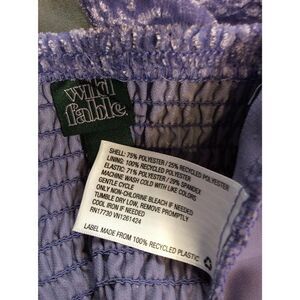 wild
fable.
SHELL: 75% POLYESTER / 25% RECYCLED POLYESTER
LINING: 100% RECYCLED POLYESTER
ELASTIC: 71% POLYESTER / 29% SPANDEX
MACHINE WASH COLD WITH LIKE COLORS
GENTLE CYCLE
ONLY NON-CHLORINE BLEACH IF NEEDED
TUMBLE DRY LOW, REMOVE PROMPTLY
COOL IRON IF NEEDED
RN17730 VN1261424
LABEL MADE FROM 100% RECYCLED PLASTIC